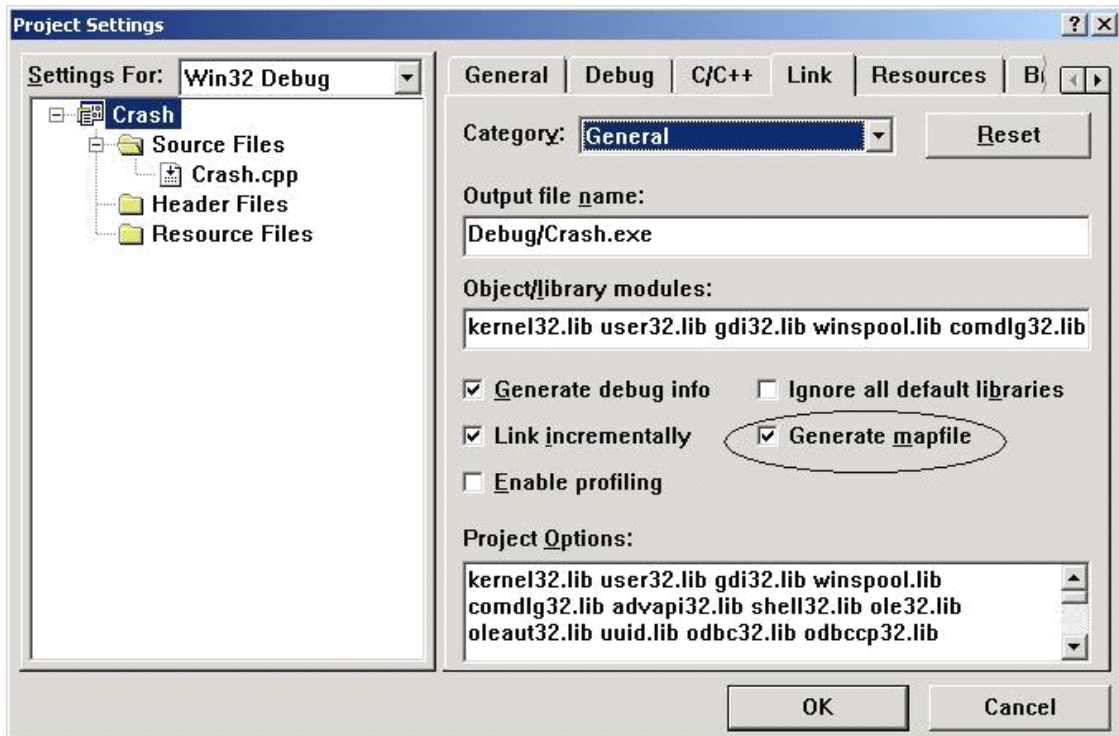 Project Settings
Settings For: Win32 Debug
Crash
Source Files
Crash.cpp
Header Files
Resource Files
General Debug C/C++ Link Resources
Category: General Reset
Output file name:
Debug/Crash.exe
Object/library modules:
kernel32.lib user32.lib gdi32.lib winspool.lib comdlg32.lib
Generate debug info Ignore all default libraries
Link incrementally Generate mapfile
Enable profiling
Project Options:
kernel32.lib user32.lib gdi32.lib winspool.lib
comdlg32.lib advapi32.lib shell32.lib ole32.lib
oleaut32.lib uuid.lib odbc32.lib odbccp32.lib
OK Cancel